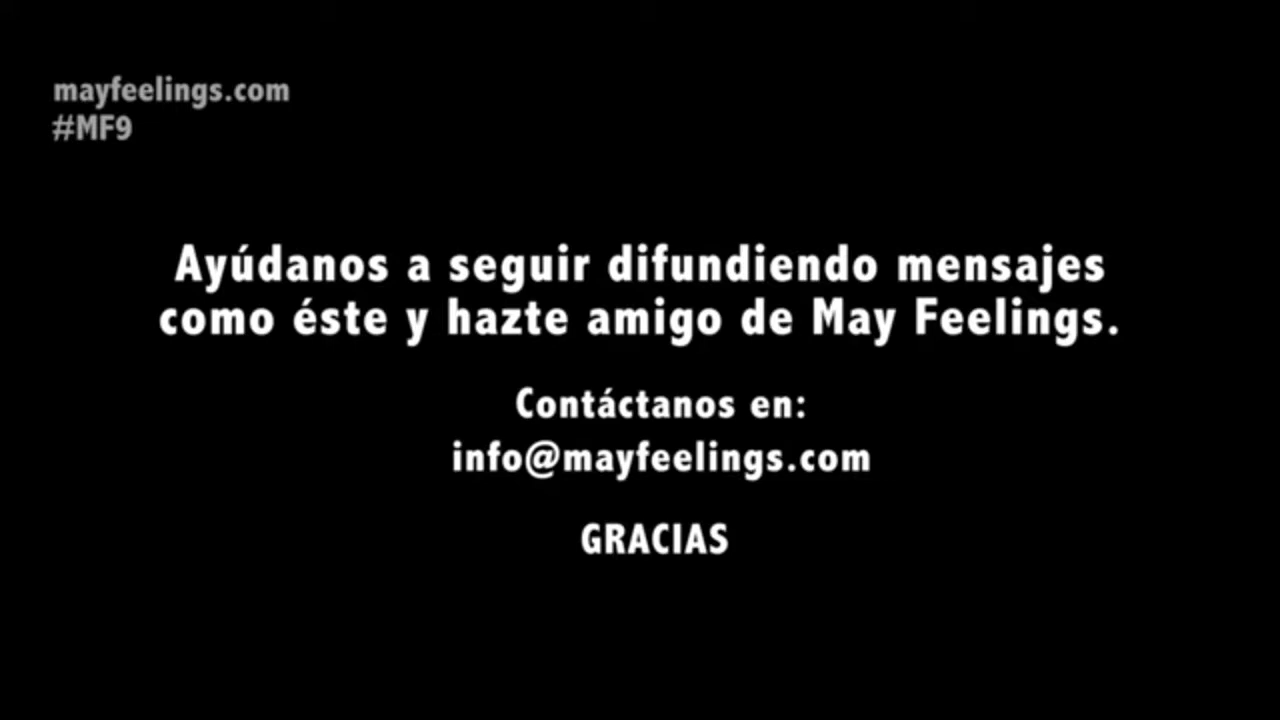 mayfeelings.com
#MF9
Ayúdanos a seguir difundiendo mensajes
como éste y hazte amigo de May Feelings.
Contáctanos en:
info@mayfeelings.com
GRACIAS